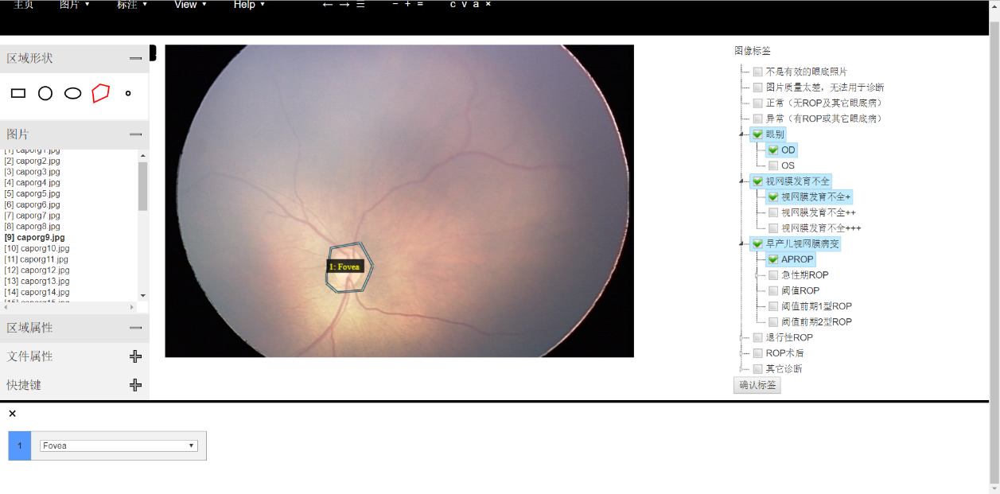 主页 图片 ▼ 标注 ▼ View ▼ Help ▼ ← → ☰ − + = c v a ×
区域形状
图片
[1] caporg1.jpg
[2] caporg2.jpg
[3] caporg3.jpg
[4] caporg4.jpg
[5] caporg5.jpg
[6] caporg6.jpg
[7] caporg7.jpg
[8] caporg8.jpg
[9] caporg9.jpg
[10] caporg10.jpg
[11] caporg11.jpg
[12] caporg12.jpg
[13] caporg13.jpg
[14] caporg14.jpg
[15] caporg15.jpg
区域属性
文件属性
快捷键
1: Fovea
图像标签
不是有效的眼底照片
图片质量太差，无法用于诊断
正常（无ROP及其它眼底病）
异常（有ROP或其它眼底病）
眼别
OD
OS
视网膜发育不全
视网膜发育不全+
视网膜发育不全++
视网膜发育不全+++
早产儿视网膜病变
APROP
急性期ROP
阈值ROP
阈值前期1型ROP
阈值前期2型ROP
退行性ROP
ROP术后
其它诊断
确认标签
×
1 Fovea